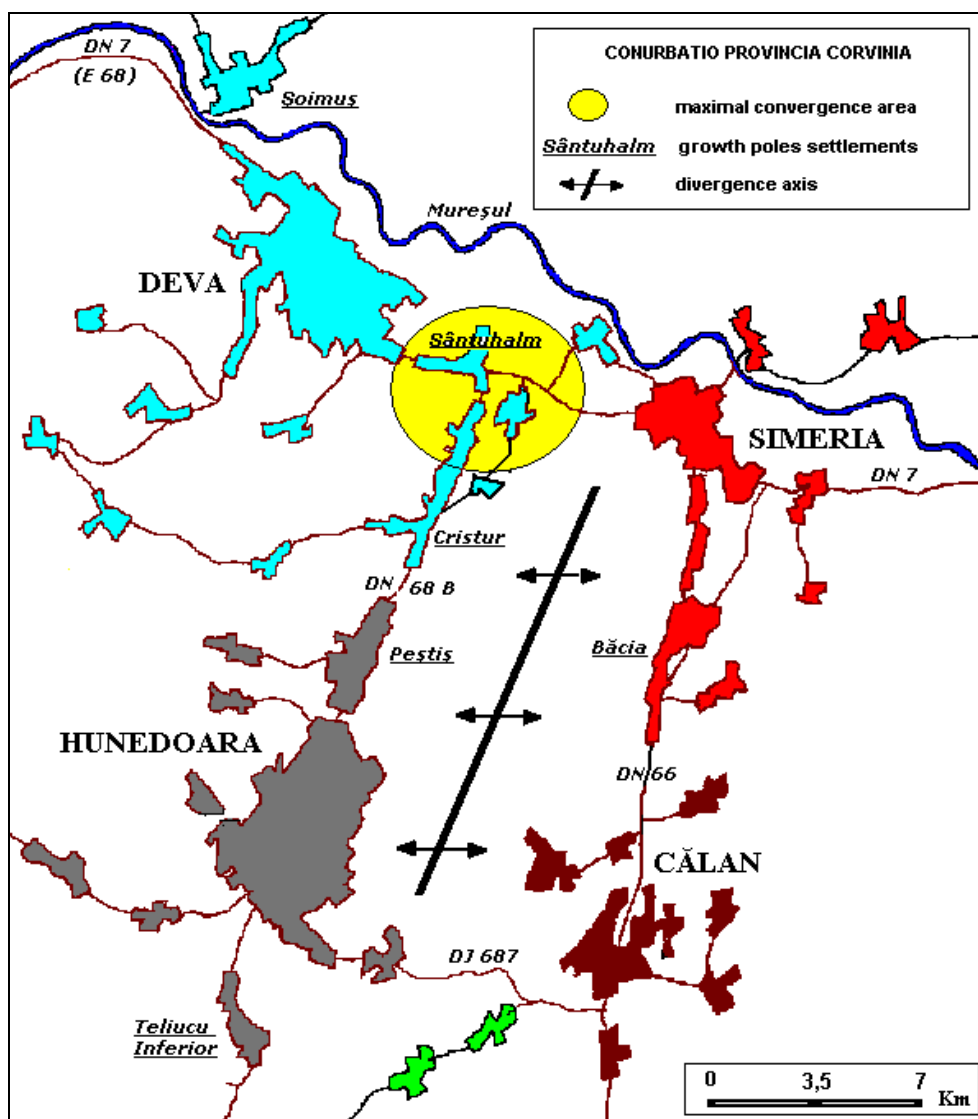 DN 7
(E 68)
Soimuş
CONURBATIO PROVINCIA CORVINIA
maximal convergence area
Sântuhalm growth poles settlements
divergence axis
Mureşul
DEVA
Sântuhalm
SIMERIA
DN 7
Cristur
DN 68 B
Peştiş
Băcia
HUNEDOARA
DN 66
CĂLAN
DJ 687
Teliucu
Inferior
0 3,5 7
Km